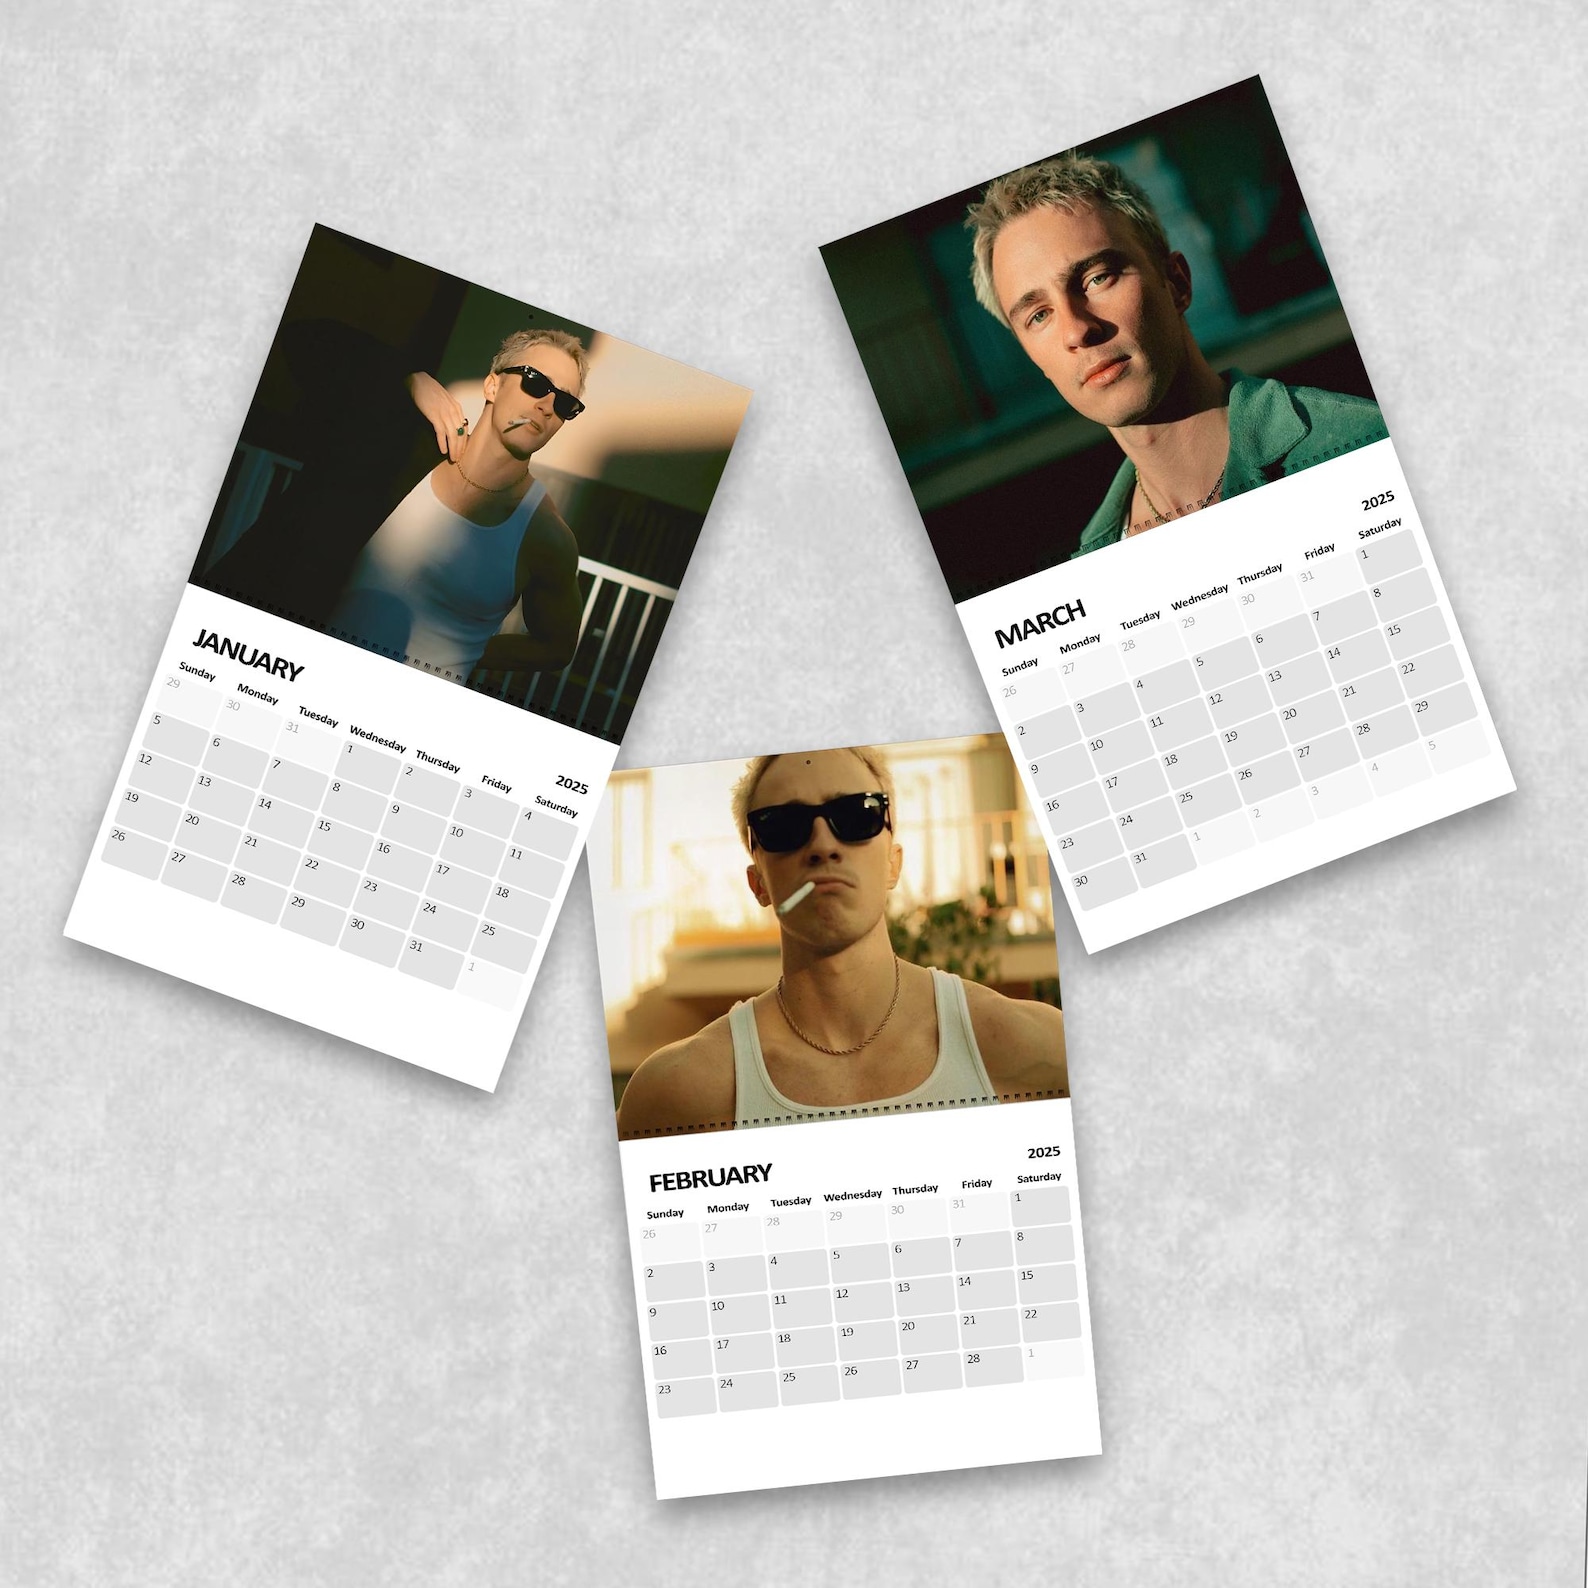 JANUARY
2025
Sunday Monday Tuesday Wednesday Thursday Friday Saturday
29 30 31 1 2 3 4
5 6 7 8 9 10 11
12 13 14 15 16 17 18
19 20 21 22 23 24 25
26 27 28 29 30 31 1
FEBRUARY
2025
Sunday Monday Tuesday Wednesday Thursday Friday Saturday
26 27 28 29 30 31 1
2 3 4 5 6 7 8
9 10 11 12 13 14 15
16 17 18 19 20 21 22
23 24 25 26 27 28 1
MARCH
2025
Sunday Monday Tuesday Wednesday Thursday Friday Saturday
26 27 28 29 30 31 1
2 3 4 5 6 7 8
9 10 11 12 13 14 15
16 17 18 19 20 21 22
23 24 25 26 27 28 29
30 31 1 2 3 4 5